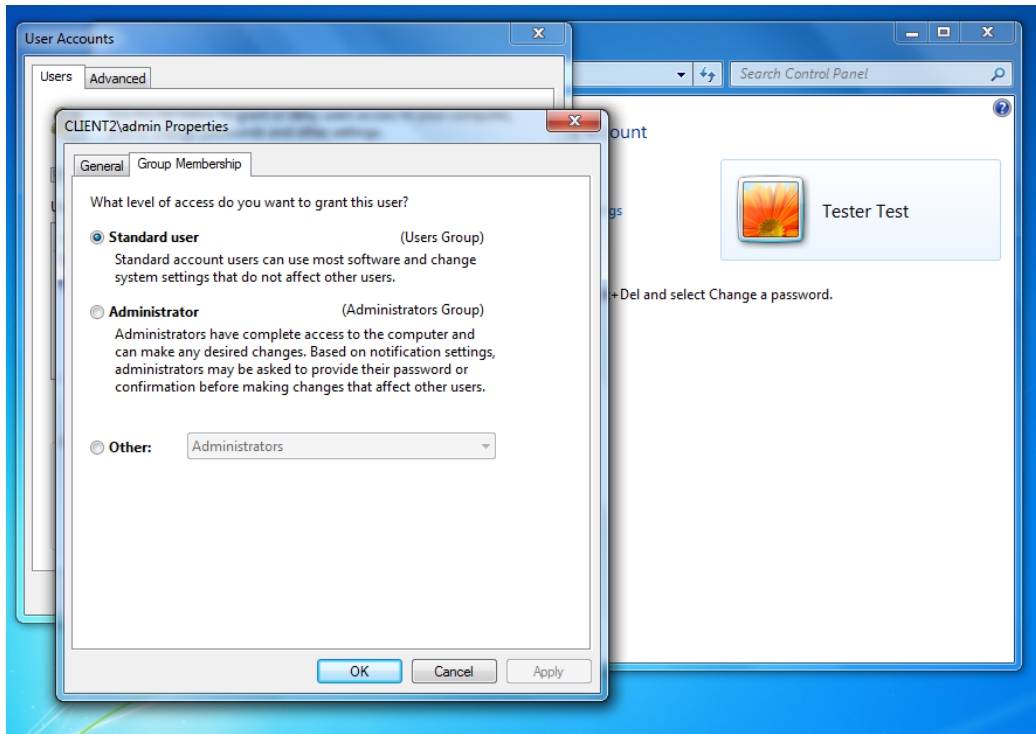 User Accounts
Users
Advanced
CLIENT2\admin Properties
General
Group Membership
What level of access do you want to grant this user?
Standard user
(Users Group)
Standard account users can use most software and change
system settings that do not affect other users.
Administrator
(Administrators Group)
Administrators have complete access to the computer and
can make any desired changes. Based on notification settings,
administrators may be asked to provide their password or
confirmation before making changes that affect other users.
Other:
Administrators
OK
Cancel
Apply
Search Control Panel
ount
gs
Tester Test
+Del and select Change a password.